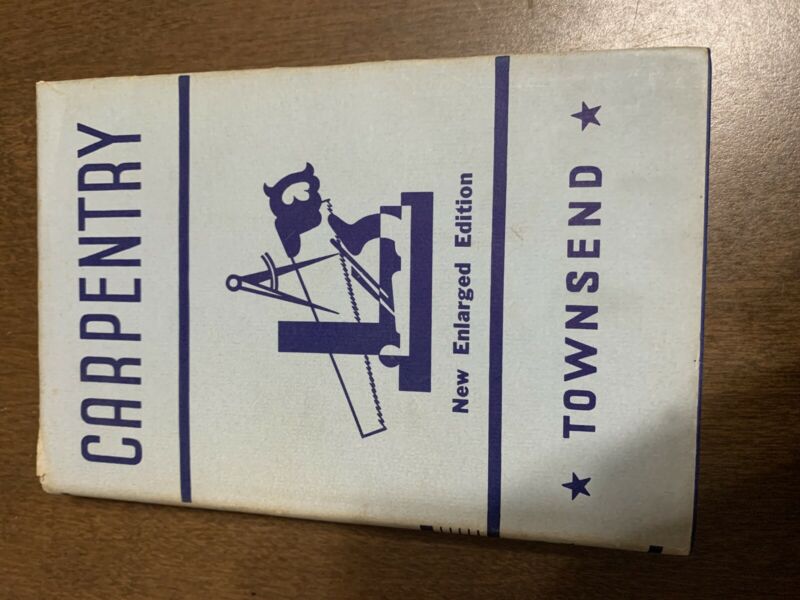 CARPENTRY
New Enlarged Edition
★ TOWNSEND ★